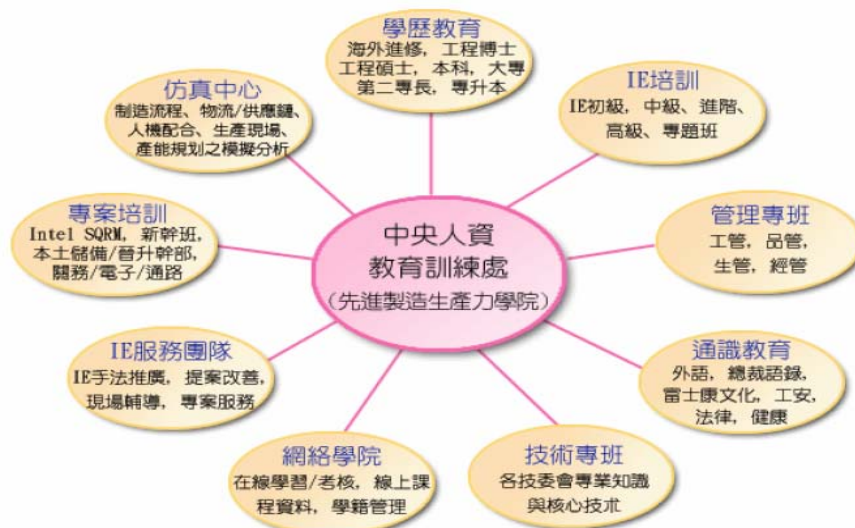 學歷教育
海外進修, 工程博士
工程碩士, 本科, 大專
第二專長, 專升本
IE培訓
IE初級, 中級、進階、
高級、專題班
仿真中心
制造流程、物流/供應鏈、
人機配合、生產現場、
產能規划之模擬分析
管理專班
工管, 品管,
生管, 經管
專案培訓
Intel SQRM, 新幹班,
本土儲備/晉升幹部,
關務/電子/通路
中央人資
教育訓練處
(先進製造生產力學院)
通識教育
外語, 總裁語錄,
富士康文化, 工安,
法律, 健康
IE服務團隊
IE手法推廣, 提案改善,
現場輔導, 專案服務
網絡學院
在線學習/考核, 線上課
程資料, 學籍管理
技術專班
各技委會專業知識
與核心技术